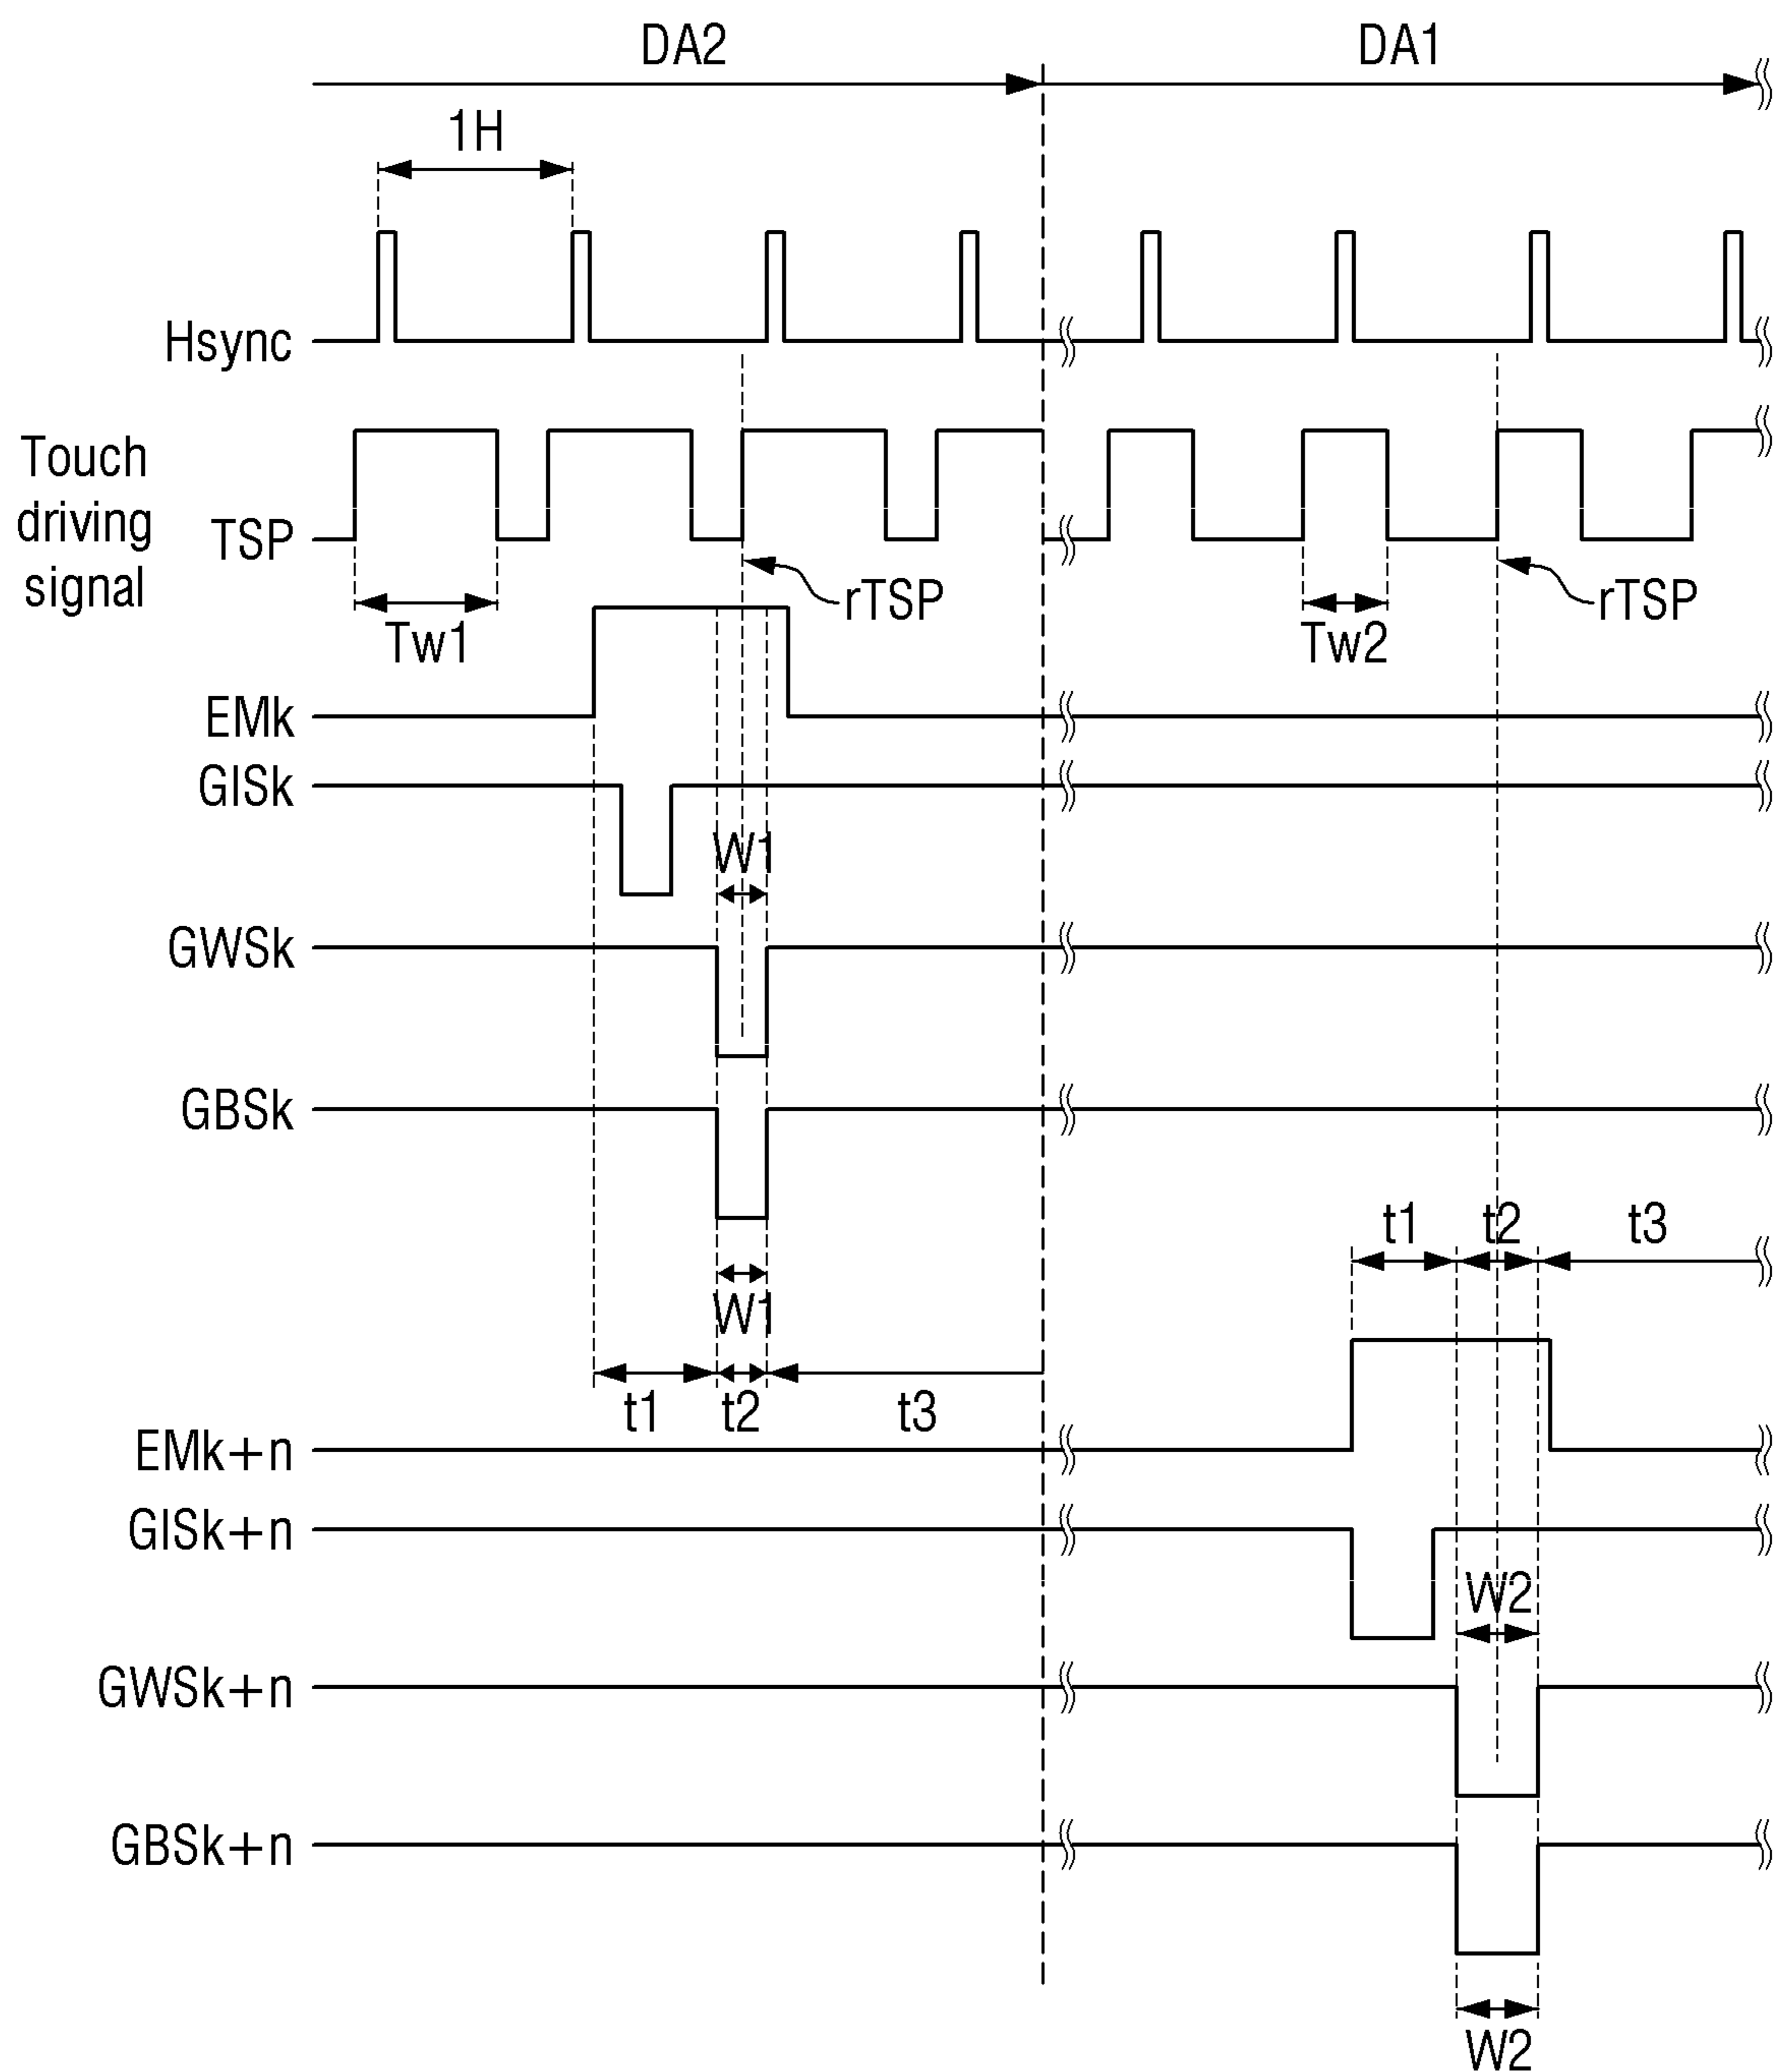 DA2 DA1
1H
Hsync
Touch
driving
signal
TSP
rTSP rTSP
Tw1 Tw2
EMk
GISk
W1
GWSk
GBSk
t1 t2 t3
W1
t1 t2 t3
EMk+n
GISk+n
W2
GWSk+n
GBSk+n
W2